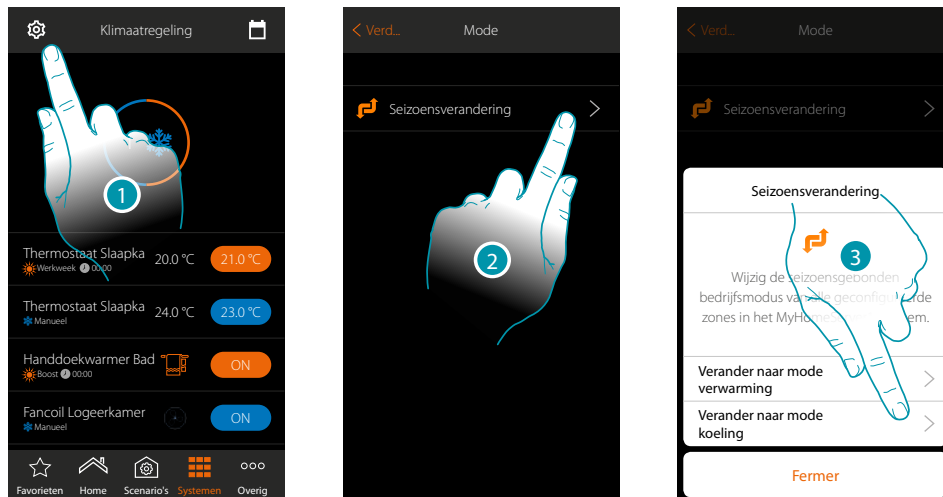 Klimaatregeling
1
Thermostaat Slaapka 20.0 °C 21.0 °C
Werkweek 00:00
Thermostaat Slaapka 24.0 °C 23.0 °C
Manueel
Handdoekwarmer Bad ON
Boost 00:00
Fancoil Logeerkamer ON
Manueel
Favorieten Home Scenario's Systemen Overig
Verd... Mode
Seizoensverandering
2
Verd... Mode
Seizoensverandering
Seizoensverandering
3
Wijzig de seizoensgebonden
bedrijfsmodus van alle geconfigureerde
zones in het
Verander naar mode
verwarming
Verander naar mode
koeling
Fermer